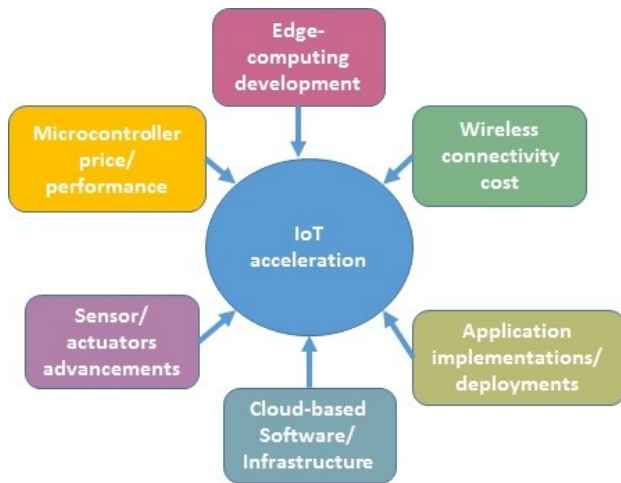 Edge-
computing
development
Microcontroller
price/
performance
Wireless
connectivity
cost
IoT
acceleration
Sensor/
actuators
advancements
Application
implementations/
deployments
Cloud-based
Software/
Infrastructure